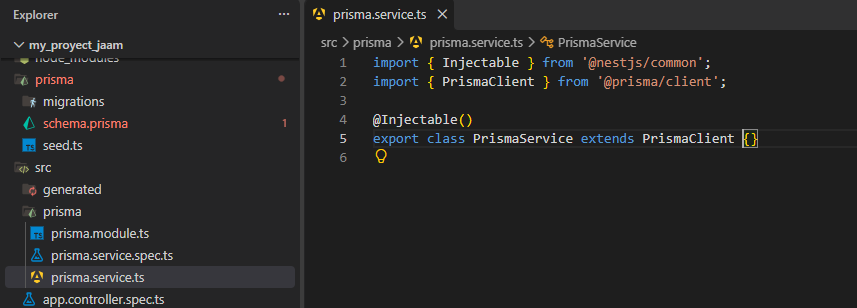 Explorer ···
my_proyect_jaam
node_modules
prisma
migrations
schema.prisma 1
seed.ts
src
generated
prisma
prisma.module.ts
prisma.service.spec.ts
prisma.service.ts
app.controller.spec.ts
prisma.service.ts ×
src > prisma > prisma.service.ts > PrismaService
1 import { Injectable } from '@nestjs/common';
2 import { PrismaClient } from '@prisma/client';
3
4 @Injectable()
5 export class PrismaService extends PrismaClient {}
6